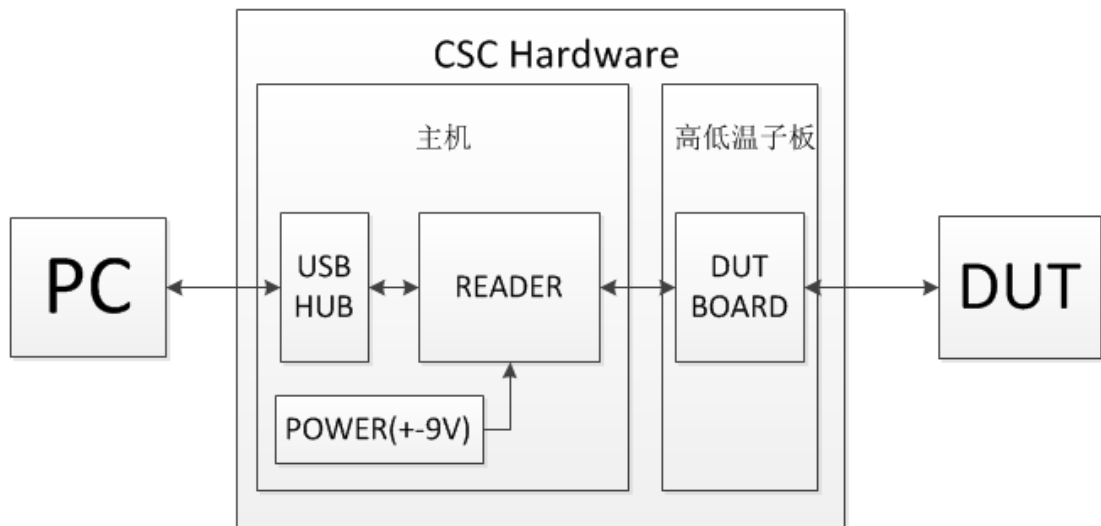 CSC Hardware
主机
高低温子板
PC
USB
HUB
READER
DUT
BOARD
DUT
POWER(+-9V)